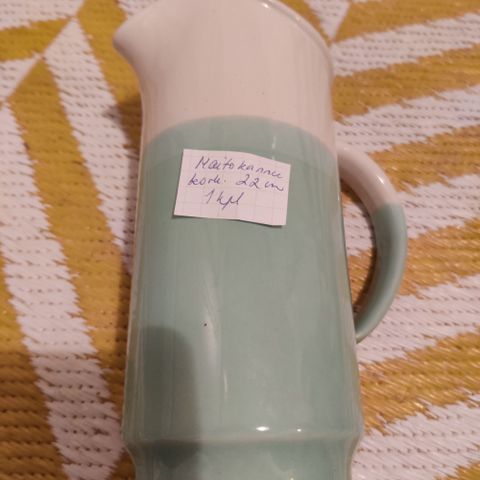 Maitokannu
kork. 22 cm
1 kpl